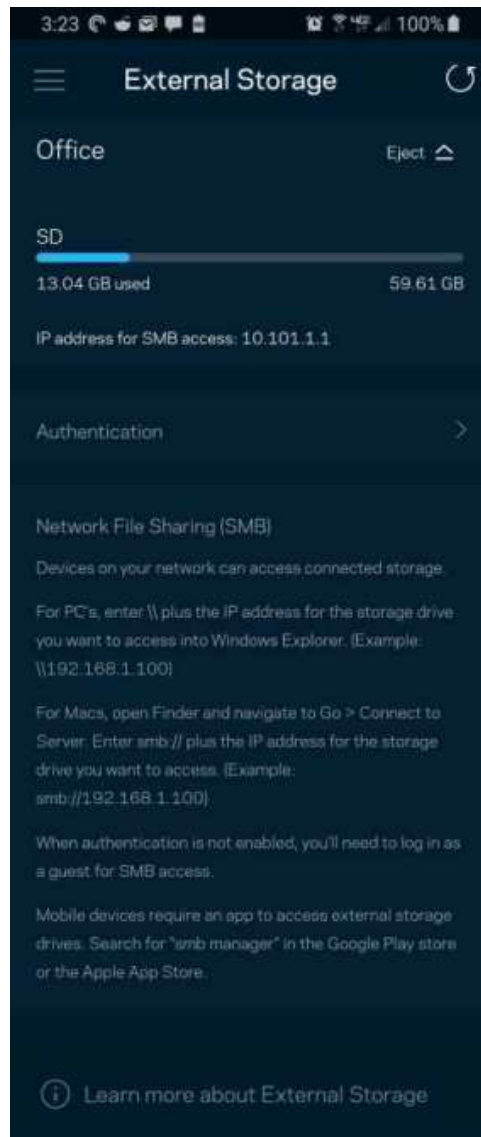 3:23 100%
External Storage
Office Eject
SD
13.04 GB used 59.61 GB
IP address for SMB access: 10.101.1.1
Authentication
Network File Sharing (SMB)
Devices on your network can access connected storage.
For PC's, enter \\ plus the IP address for the storage drive
you want to access into Windows Explorer. (Example:
\\192.168.1.100)
For Macs, open Finder and navigate to Go > Connect to
Server. Enter smb:// plus the IP address for the storage
drive you want to access. (Example:
smb://192.168.1.100)
When authentication is not enabled, you'll need to log in as
a guest for SMB access.
Mobile devices require an app to access external storage
drives. Search for "smb manager" in the Google Play store
or the Apple App Store.
Learn more about External Storage